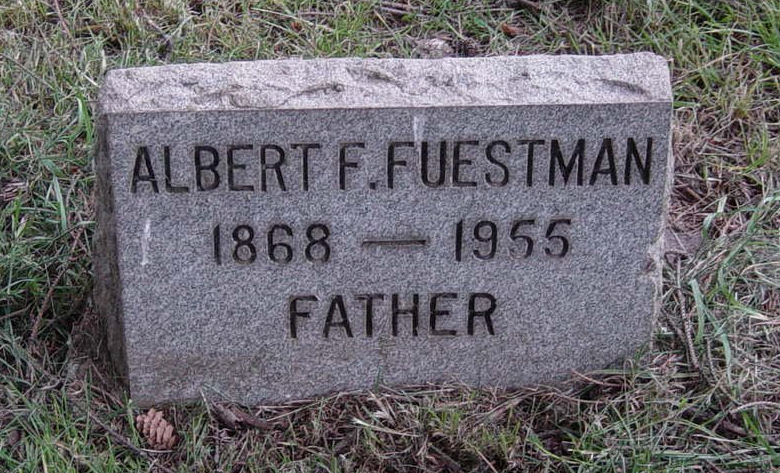 ALBERT F. FUESTMAN
1868 — 1955
FATHER